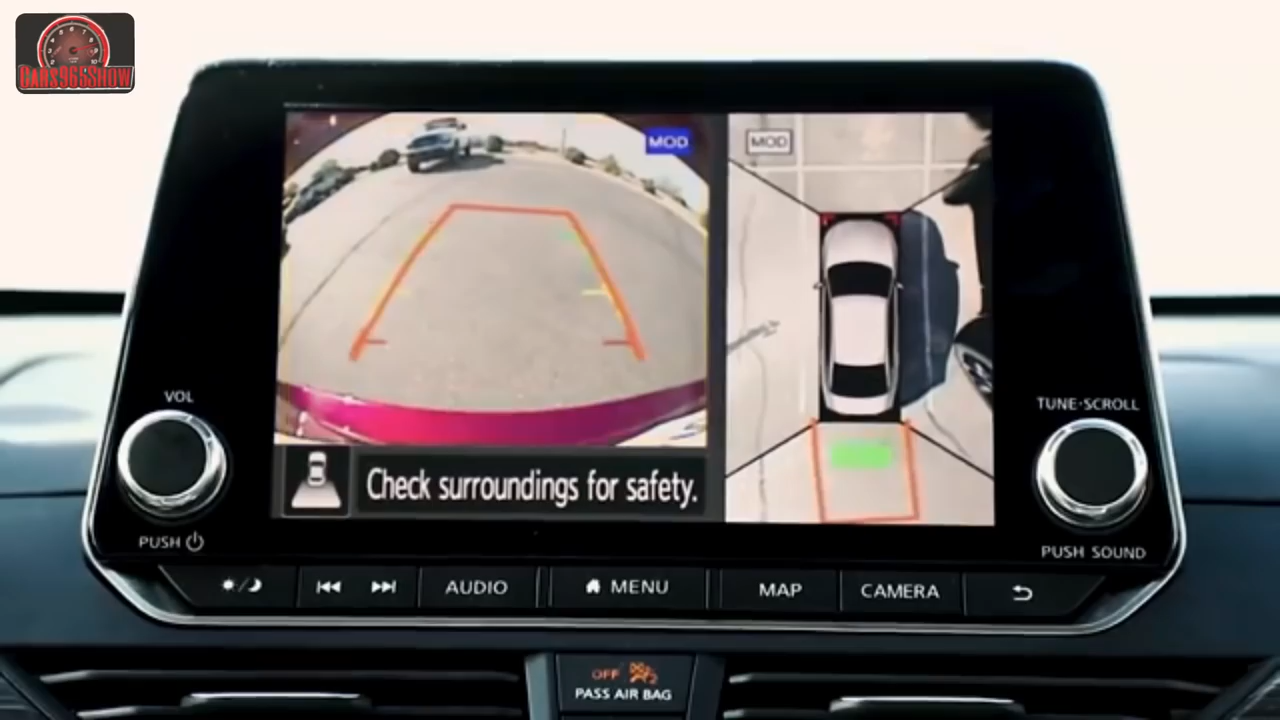 CARS965SHOW
MOD
MOD
Check surroundings for safety.
VOL
PUSH
TUNE·SCROLL
PUSH SOUND
AUDIO
MENU
MAP
CAMERA
OFF
PASS AIR BAG